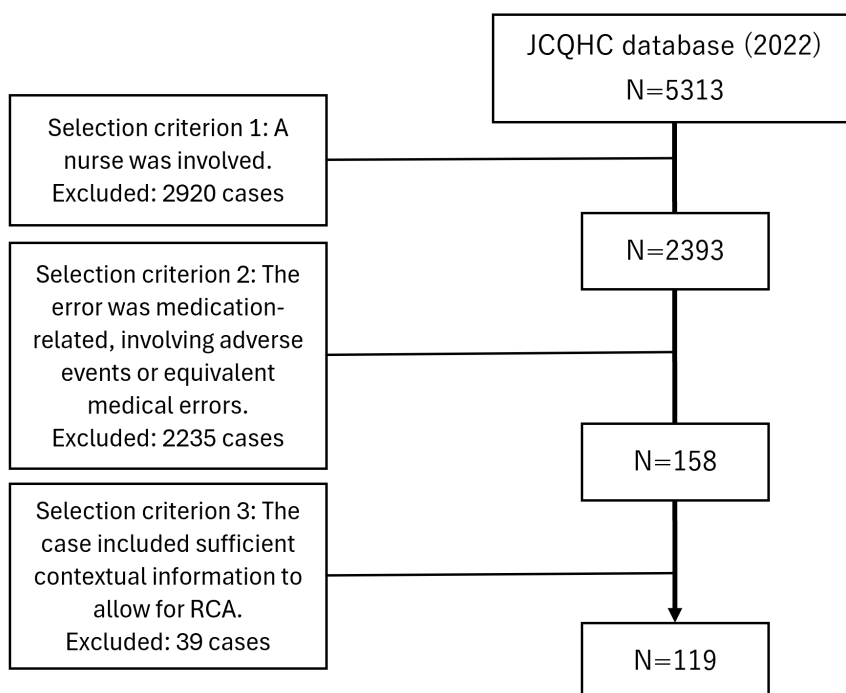 JCQHC database (2022)
N=5313
Selection criterion 1: A
nurse was involved.
Excluded: 2920 cases
N=2393
Selection criterion 2: The
error was medication-
related, involving adverse
events or equivalent
medical errors.
Excluded: 2235 cases
N=158
Selection criterion 3: The
case included sufficient
contextual information to
allow for RCA.
Excluded: 39 cases
N=119